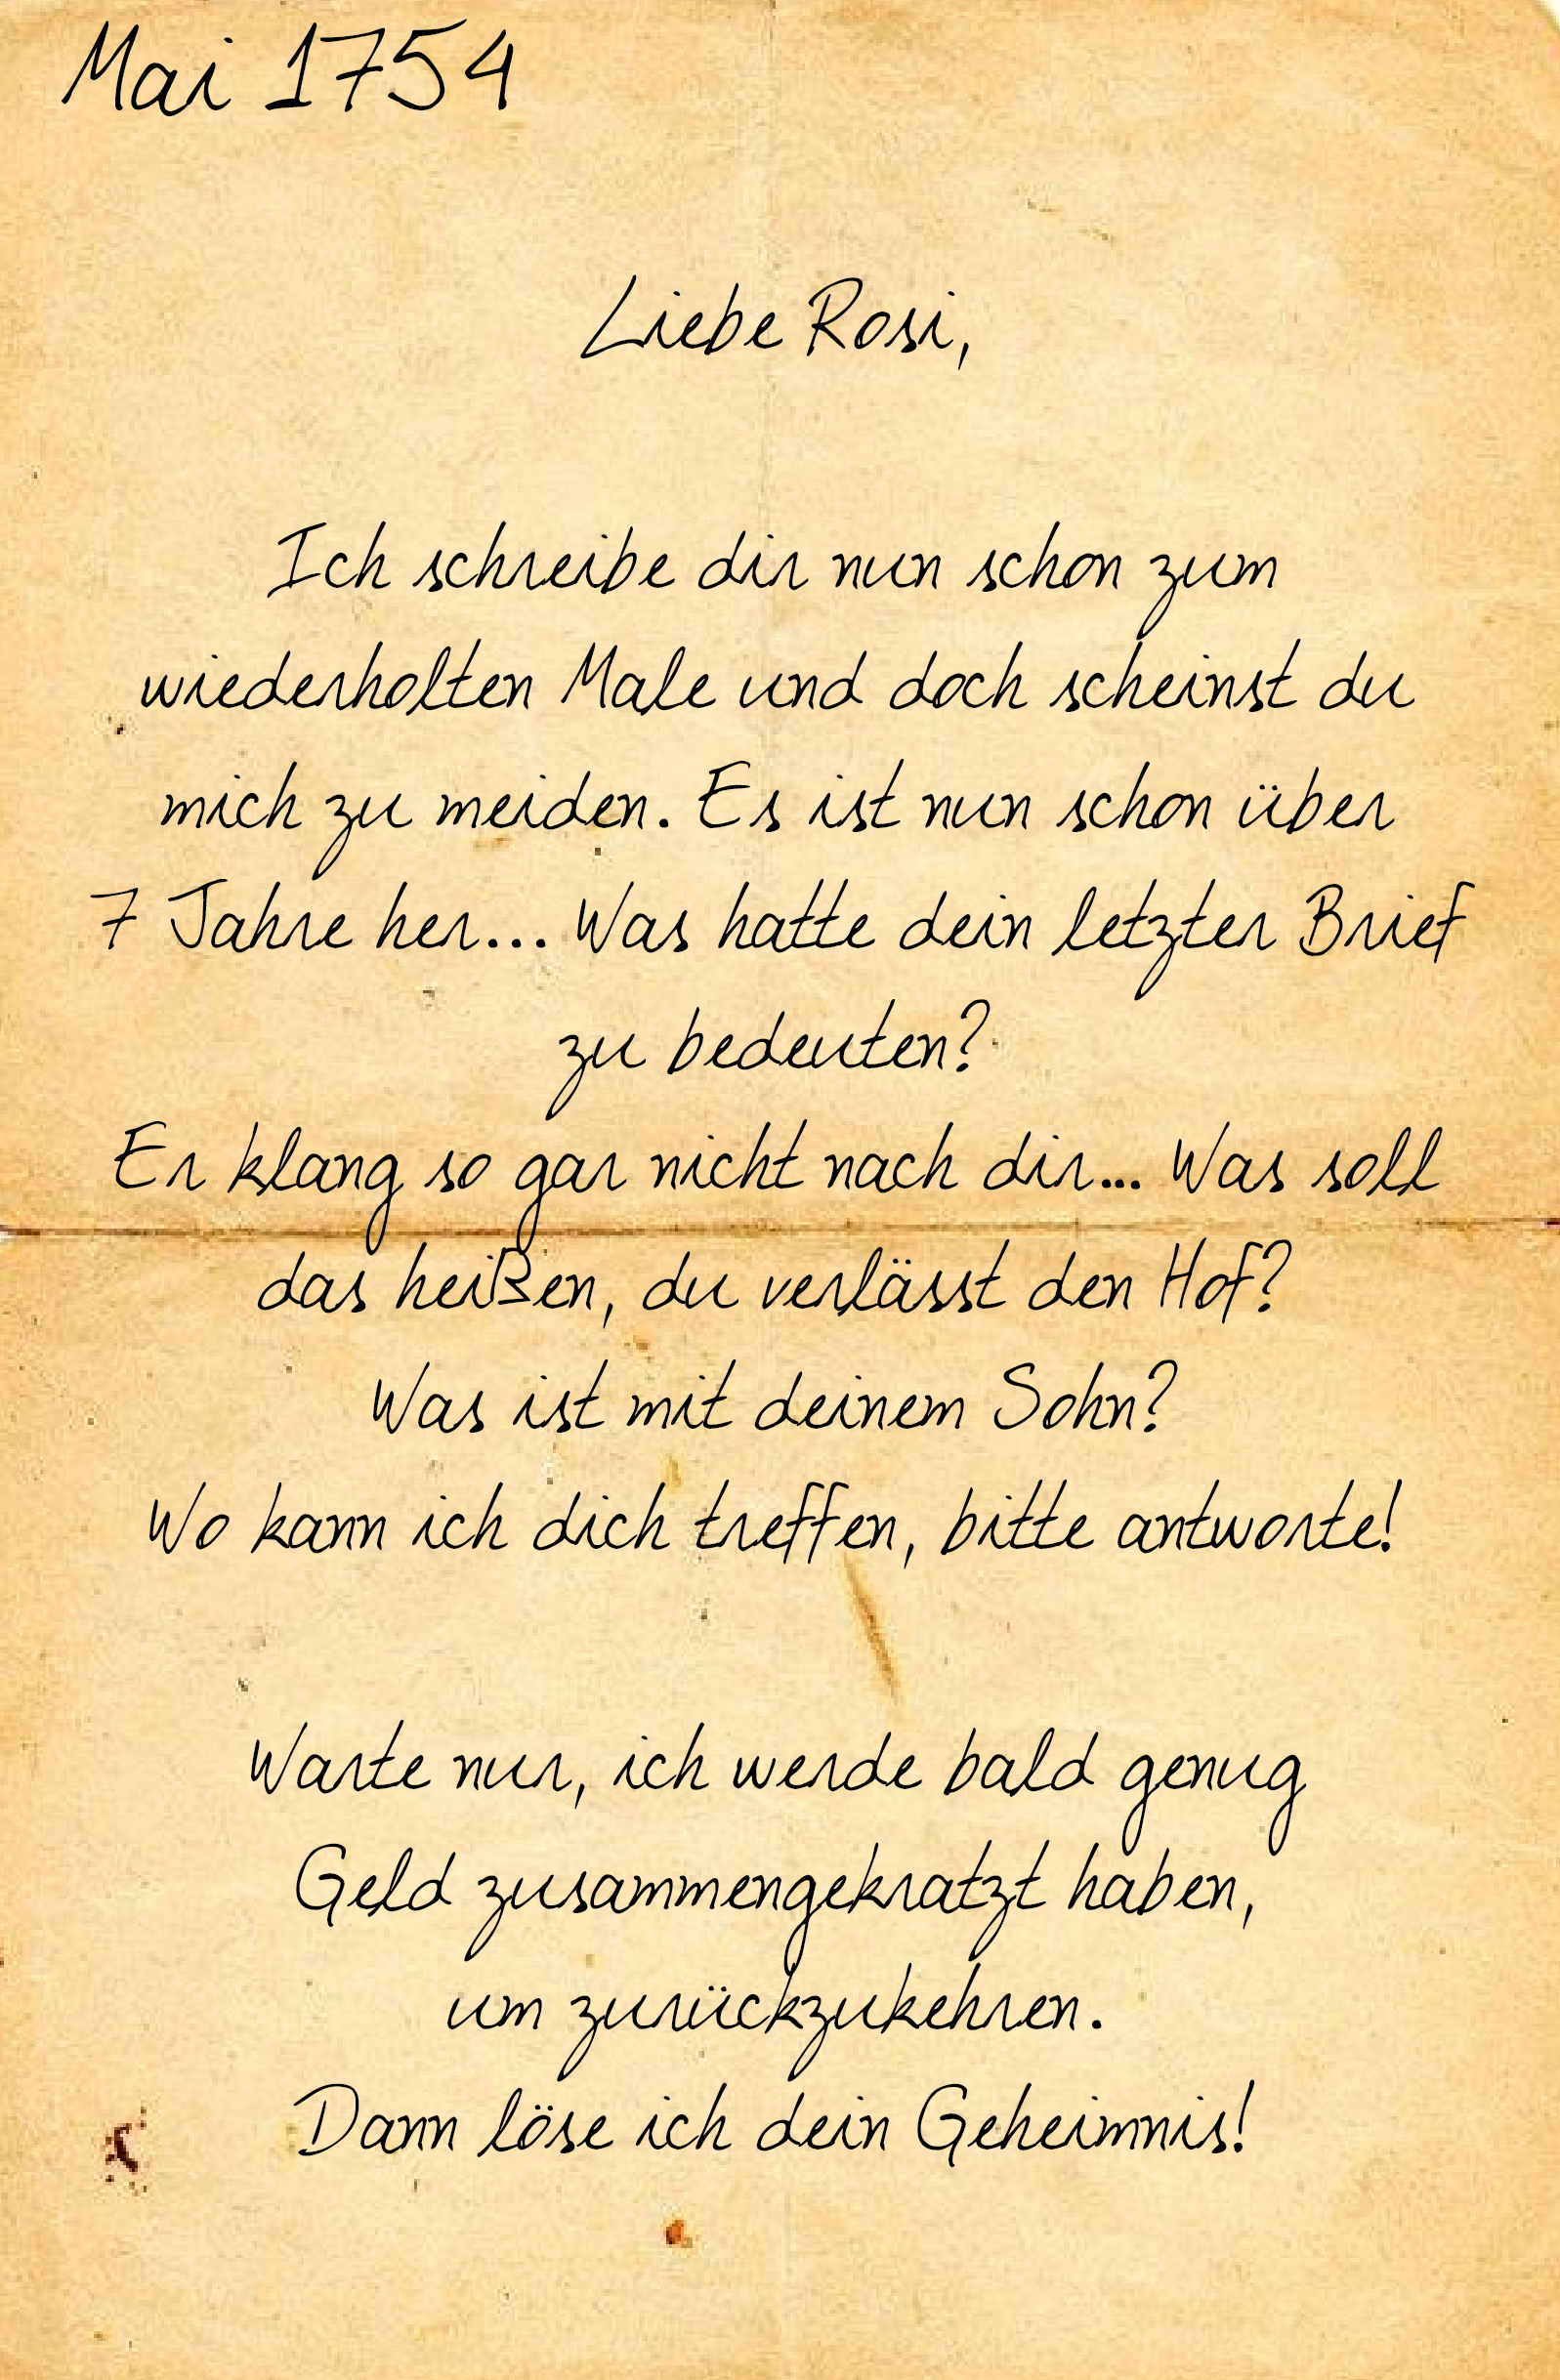 Mai 1754
Liebe Rosi,
Ich schreibe dir nun schon zum
wiederholten Male und doch scheinst du
mich zu meiden. Es ist nun schon über
7 Jahre her... Was hatte dein letzter Brief
zu bedeuten?
Er klang so gar nicht nach dir... Was soll
das heißen, du verlässt den Hof?
Was ist mit deinem Sohn?
Wo kann ich dich treffen, bitte antworte!
Warte nur, ich werde bald genug
Geld zusammengekratzt haben,
um zurückzukehren.
Dann löse ich dein Geheimnis!